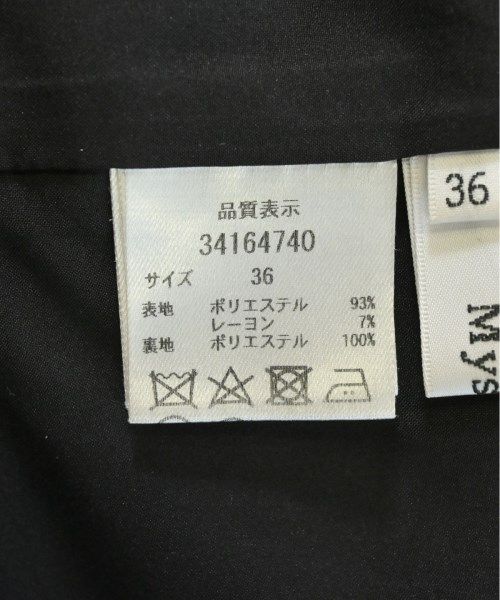 品質表示
34164740
サイズ 36
表地 ポリエステル 93%
レーヨン 7%
裏地 ポリエステル 100%
36
Mys